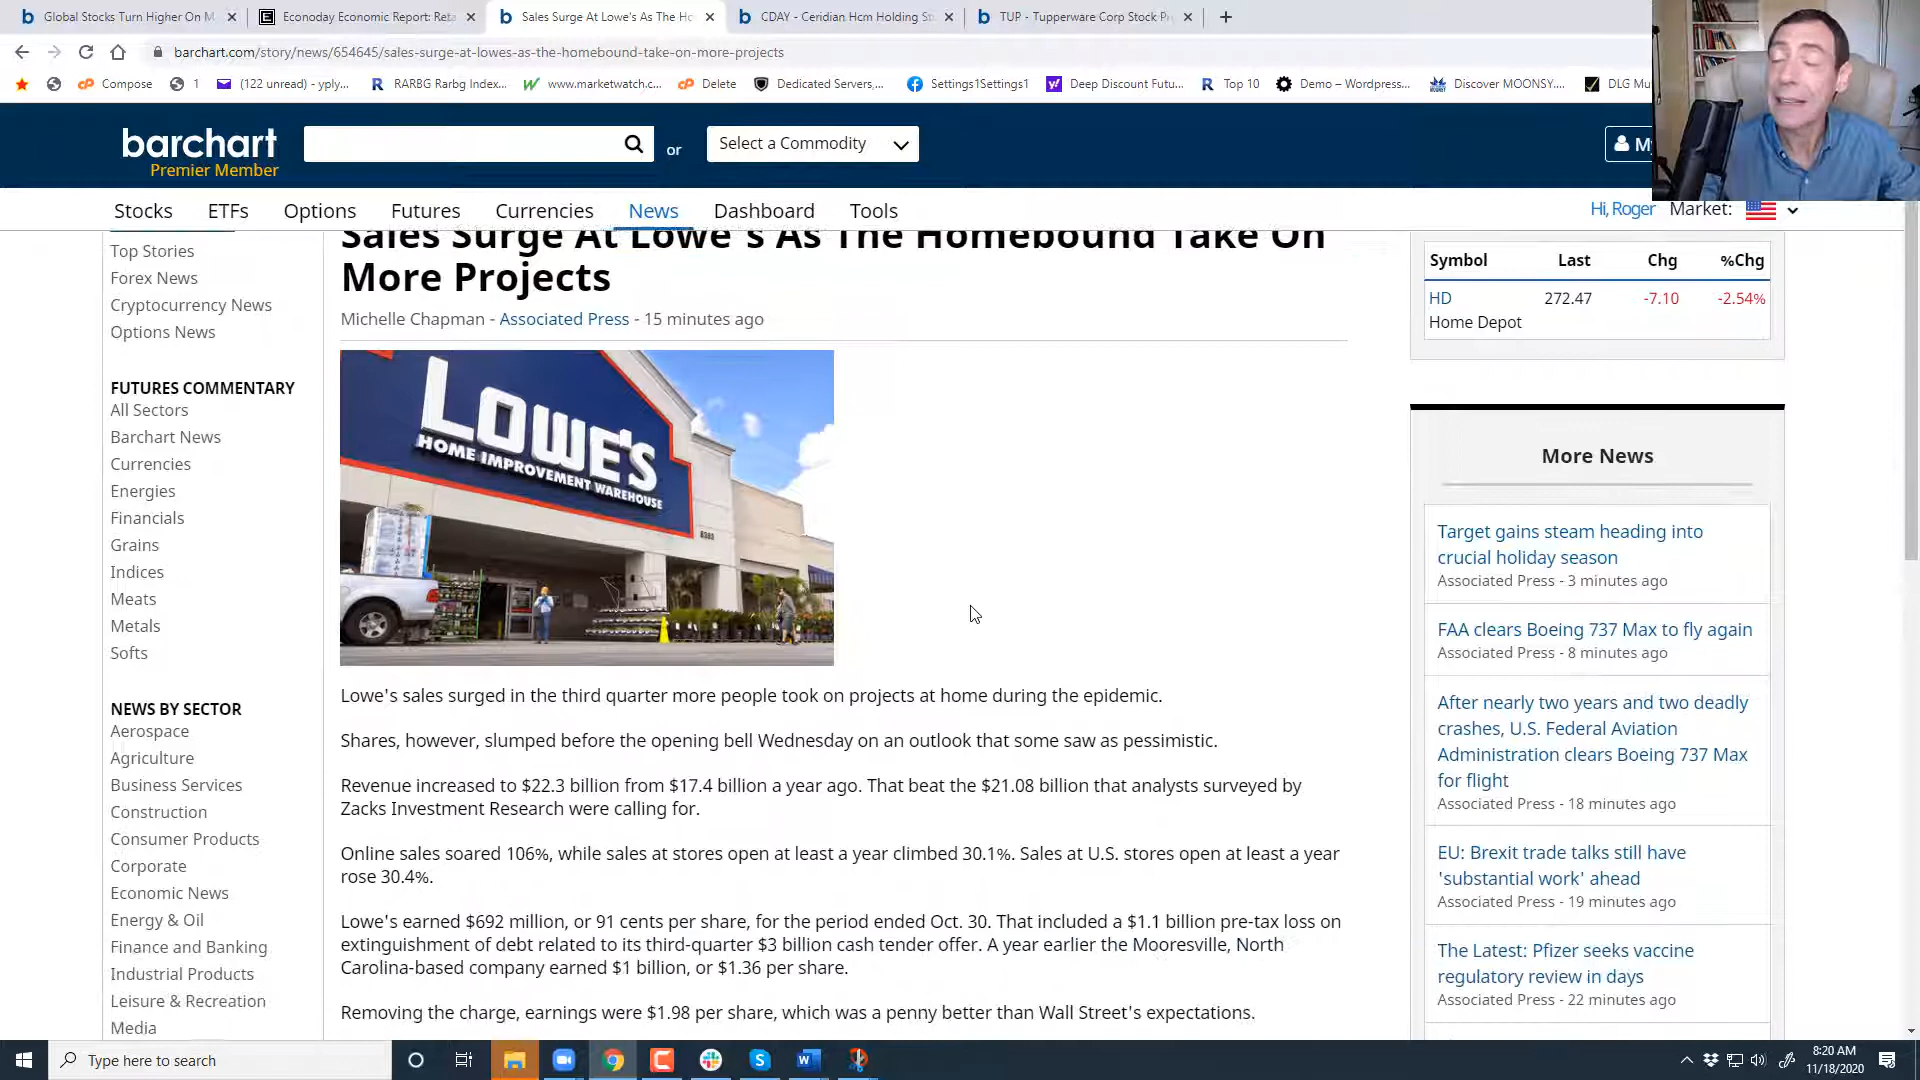 Global Stocks Turn Higher On M
Econoday Economic Report: Reta
Sales Surge At Lowe's As The Ho
CDAY - Ceridian Hcm Holding St
TUP - Tupperware Corp Stock Pr
barchart.com/story/news/654645/sales-surge-at-lowes-as-the-homebound-take-on-more-projects
Compose
1
(122 unread) - yply...
RARBG Rarbg Index...
www.marketwatch.c...
Delete
Dedicated Servers,...
Settings1Settings1
Deep Discount Futu...
Top 10
Demo – Wordpress...
Discover MOONSY....
DLG Mu
barchart
Premier Member
or
Select a Commodity
My
Stocks
ETFs
Options
Futures
Currencies
News
Dashboard
Tools
Hi, Roger
Market:
Top Stories
Forex News
Cryptocurrency News
Options News
FUTURES COMMENTARY
All Sectors
Barchart News
Currencies
Energies
Financials
Grains
Indices
Meats
Metals
Softs
NEWS BY SECTOR
Aerospace
Agriculture
Business Services
Construction
Consumer Products
Corporate
Economic News
Energy & Oil
Finance and Banking
Industrial Products
Leisure & Recreation
Media
Sales Surge At Lowe's As The Homebound Take On
More Projects
Michelle Chapman - Associated Press - 15 minutes ago
LOWE'S
HOME IMPROVEMENT WAREHOUSE
8383
Lowe's sales surged in the third quarter more people took on projects at home during the epidemic.
Shares, however, slumped before the opening bell Wednesday on an outlook that some saw as pessimistic.
Revenue increased to $22.3 billion from $17.4 billion a year ago. That beat the $21.08 billion that analysts surveyed by
Zacks Investment Research were calling for.
Online sales soared 106%, while sales at stores open at least a year climbed 30.1%. Sales at U.S. stores open at least a year
rose 30.4%.
Lowe's earned $692 million, or 91 cents per share, for the period ended Oct. 30. That included a $1.1 billion pre-tax loss on
extinguishment of debt related to its third-quarter $3 billion cash tender offer. A year earlier the Mooresville, North
Carolina-based company earned $1 billion, or $1.36 per share.
Removing the charge, earnings were $1.98 per share, which was a penny better than Wall Street's expectations.
Symbol Last Chg %Chg
HD 272.47 -7.10 -2.54%
Home Depot
More News
Target gains steam heading into
crucial holiday season
Associated Press - 3 minutes ago
FAA clears Boeing 737 Max to fly again
Associated Press - 8 minutes ago
After nearly two years and two deadly
crashes, U.S. Federal Aviation
Administration clears Boeing 737 Max
for flight
Associated Press - 18 minutes ago
EU: Brexit trade talks still have
'substantial work' ahead
Associated Press - 19 minutes ago
The Latest: Pfizer seeks vaccine
regulatory review in days
Associated Press - 22 minutes ago
Type here to search
8:20 AM
11/18/2020